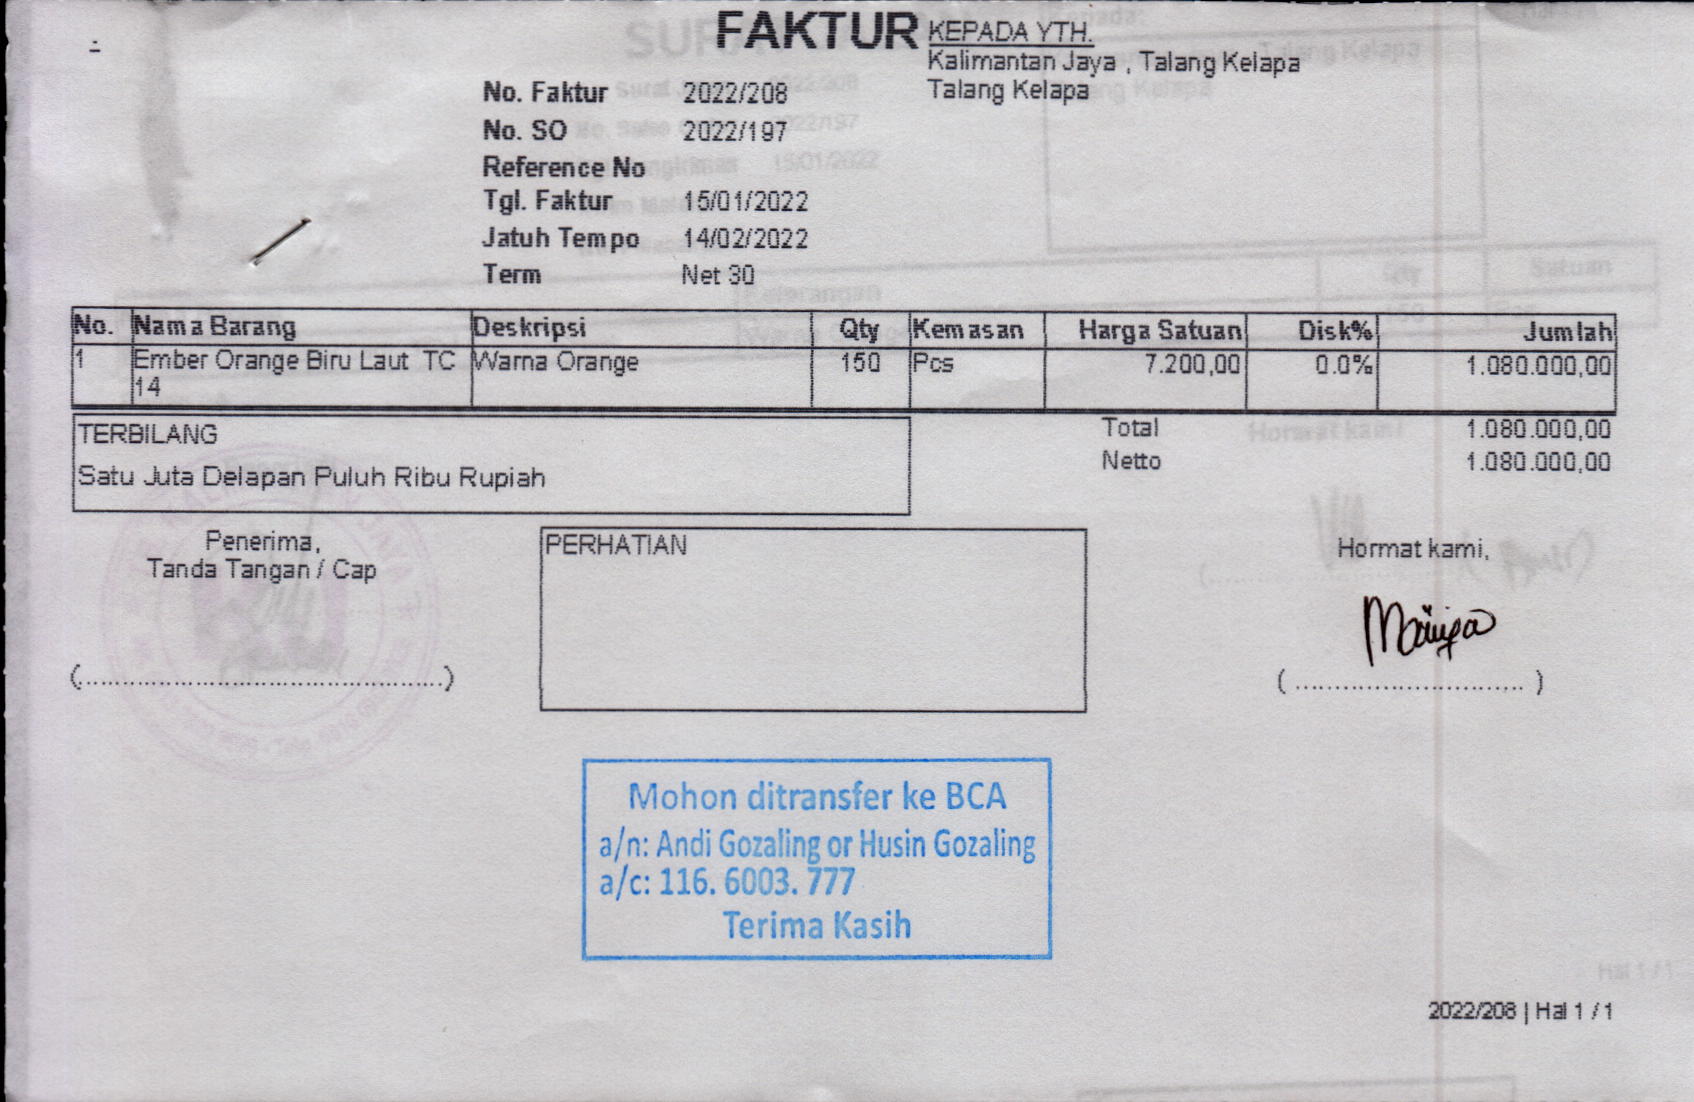 FAKTUR
KEPADA YTH.
Kalimantan Jaya , Talang Kelapa
Talang Kelapa
No. Faktur 2022/208
No. SO 2022/197
Reference No
Tgl. Faktur 15/01/2022
Jatuh Tempo 14/02/2022
Term Net 30
No. Nama Barang Deskripsi Qty Kemasan Harga Satuan Disk% Jumlah
1 Ember Orange Biru Laut TC Warna Orange 150 Pcs 7.200,00 0.0% 1.080.000,00
14
TERBILANG
Satu Juta Delapan Puluh Ribu Rupiah
Total 1.080.000,00
Netto 1.080.000,00
Penerima,
Tanda Tangan / Cap
(...............................................)
PERHATIAN
Hormat kami,
( ............................. )
Mohon ditransfer ke BCA
a/n: Andi Gozaling or Husin Gozaling
a/c: 116. 6003. 777
Terima Kasih
2022/208 | Hal 1 / 1